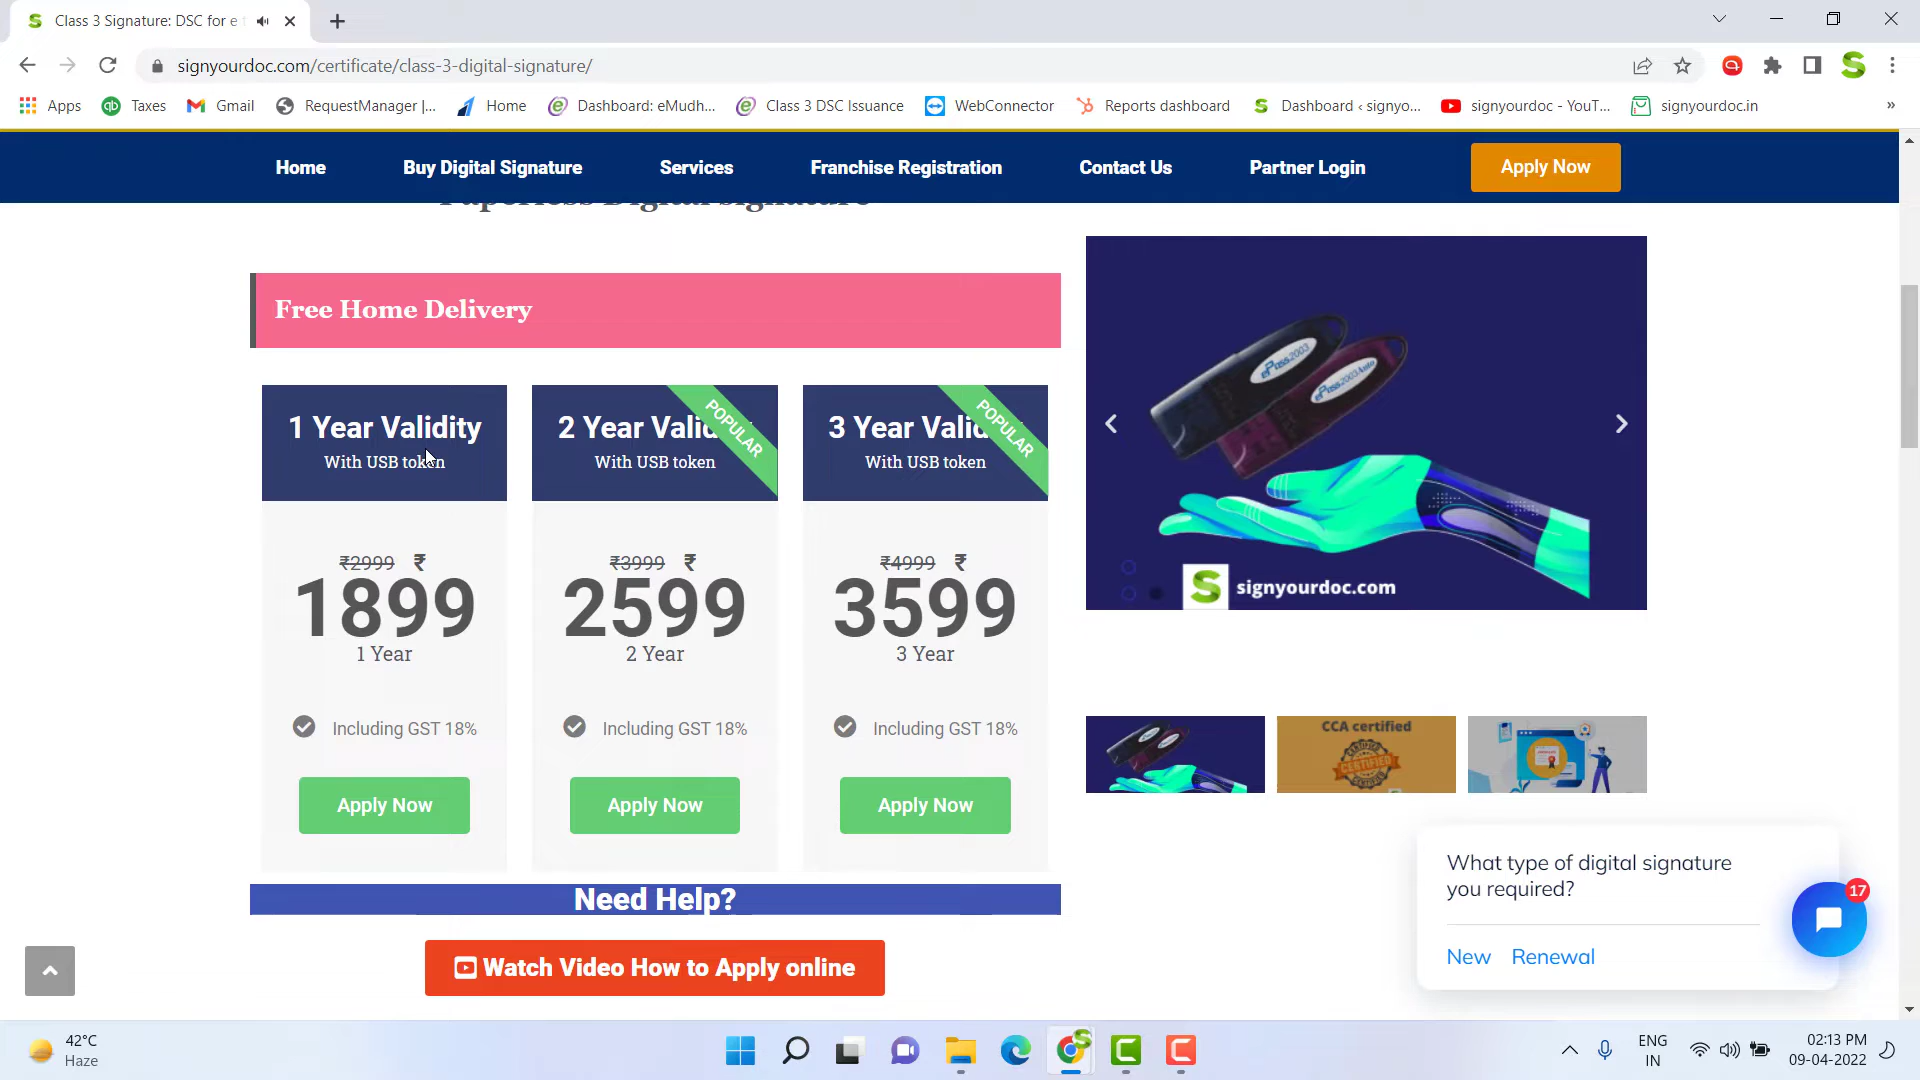 Class 3 Signature: DSC for e t
signyourdoc.com/certificate/class-3-digital-signature/
Apps
Taxes
Gmail
RequestManager |...
Home
Dashboard: eMudh...
Class 3 DSC Issuance
WebConnector
Reports dashboard
Dashboard ‹ signyo...
signyourdoc - YouT...
signyourdoc.in
»
Home
Buy Digital Signature
Services
Franchise Registration
Contact Us
Partner Login
Apply Now
Paperless Digital signature
Free Home Delivery
1 Year Validity
With USB token
₹2999 ₹
1899
1 Year
Including GST 18%
Apply Now
2 Year Valid
POPULAR
With USB token
₹3999 ₹
2599
2 Year
Including GST 18%
Apply Now
3 Year Valid
POPULAR
With USB token
₹4999 ₹
3599
3 Year
Including GST 18%
Apply Now
ePass2003
ePass2003Auto
signyourdoc.com
CCA certified
CERTIFIED
Need Help?
Watch Video How to Apply online
What type of digital signature
you required?
New Renewal
17
42°C
Haze
ENG
IN
02:13 PM
09-04-2022